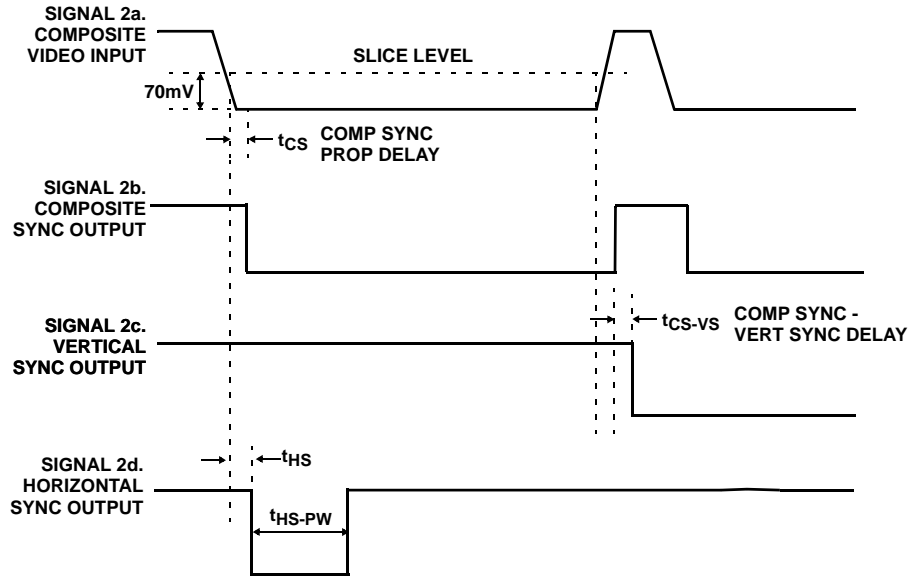 SIGNAL 2a.
COMPOSITE
VIDEO INPUT
SLICE LEVEL
70mV
tCS COMP SYNC
PROP DELAY
SIGNAL 2b.
COMPOSITE
SYNC OUTPUT
SIGNAL 2c.
VERTICAL
SYNC OUTPUT
tCS-VS COMP SYNC -
VERT SYNC DELAY
SIGNAL 2d.
HORIZONTAL
SYNC OUTPUT
tHS
tHS-PW